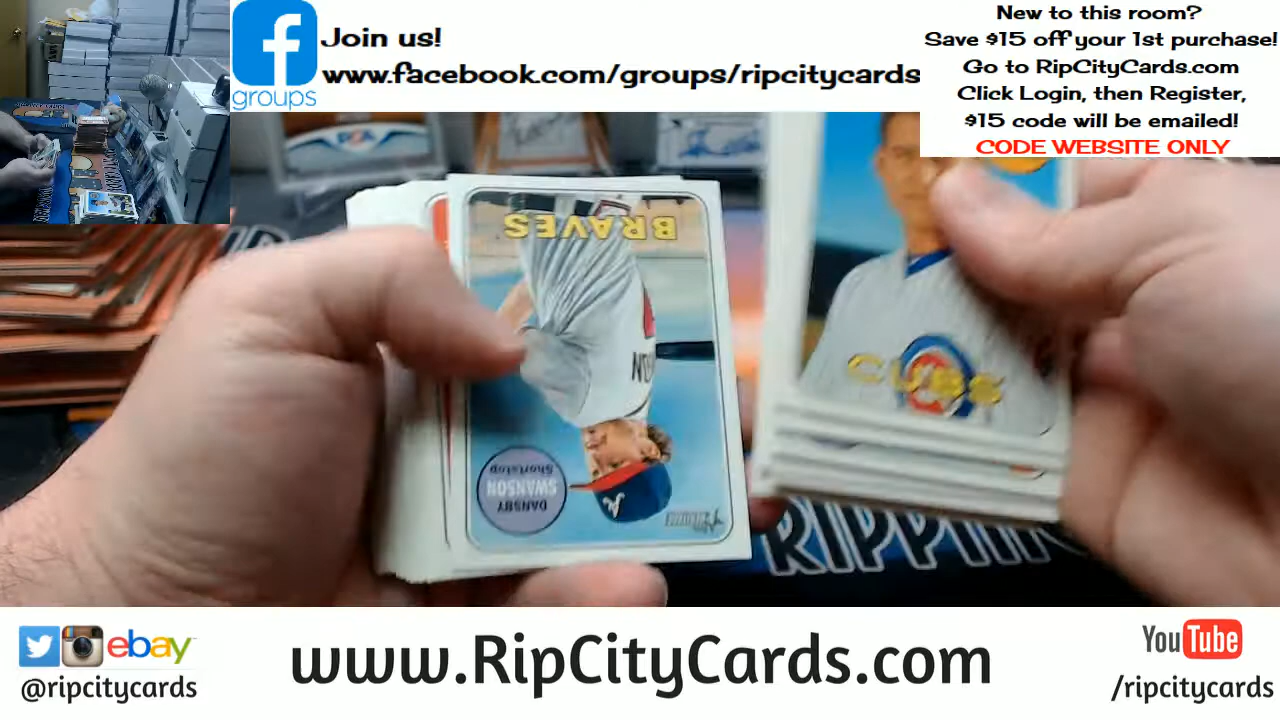 f
groups
Join us!
www.facebook.com/groups/ripcitycards
New to this room?
Save $15 off your 1st purchase!
Go to RipCityCards.com
Click Login, then Register,
$15 code will be emailed!
CODE WEBSITE ONLY
BRAVES
DANSBY
SWANSON
Shortstop
CUBS
RIPPIN
ebay
@ripcitycards
www.RipCityCards.com
YouTube
/ripcitycards